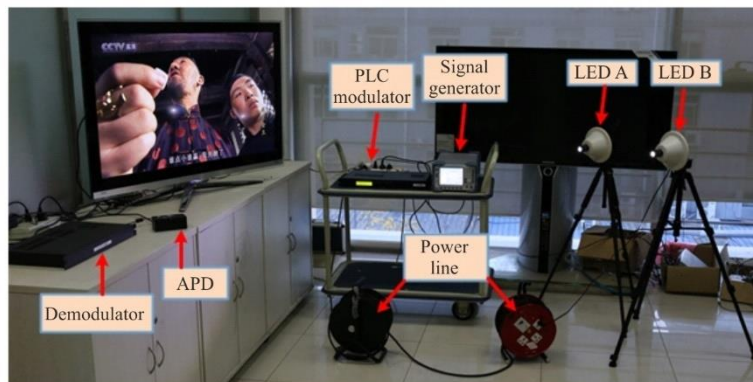 CCTV
PLC
modulator
Signal
generator
LED A
LED B
Power
line
APD
Demodulator